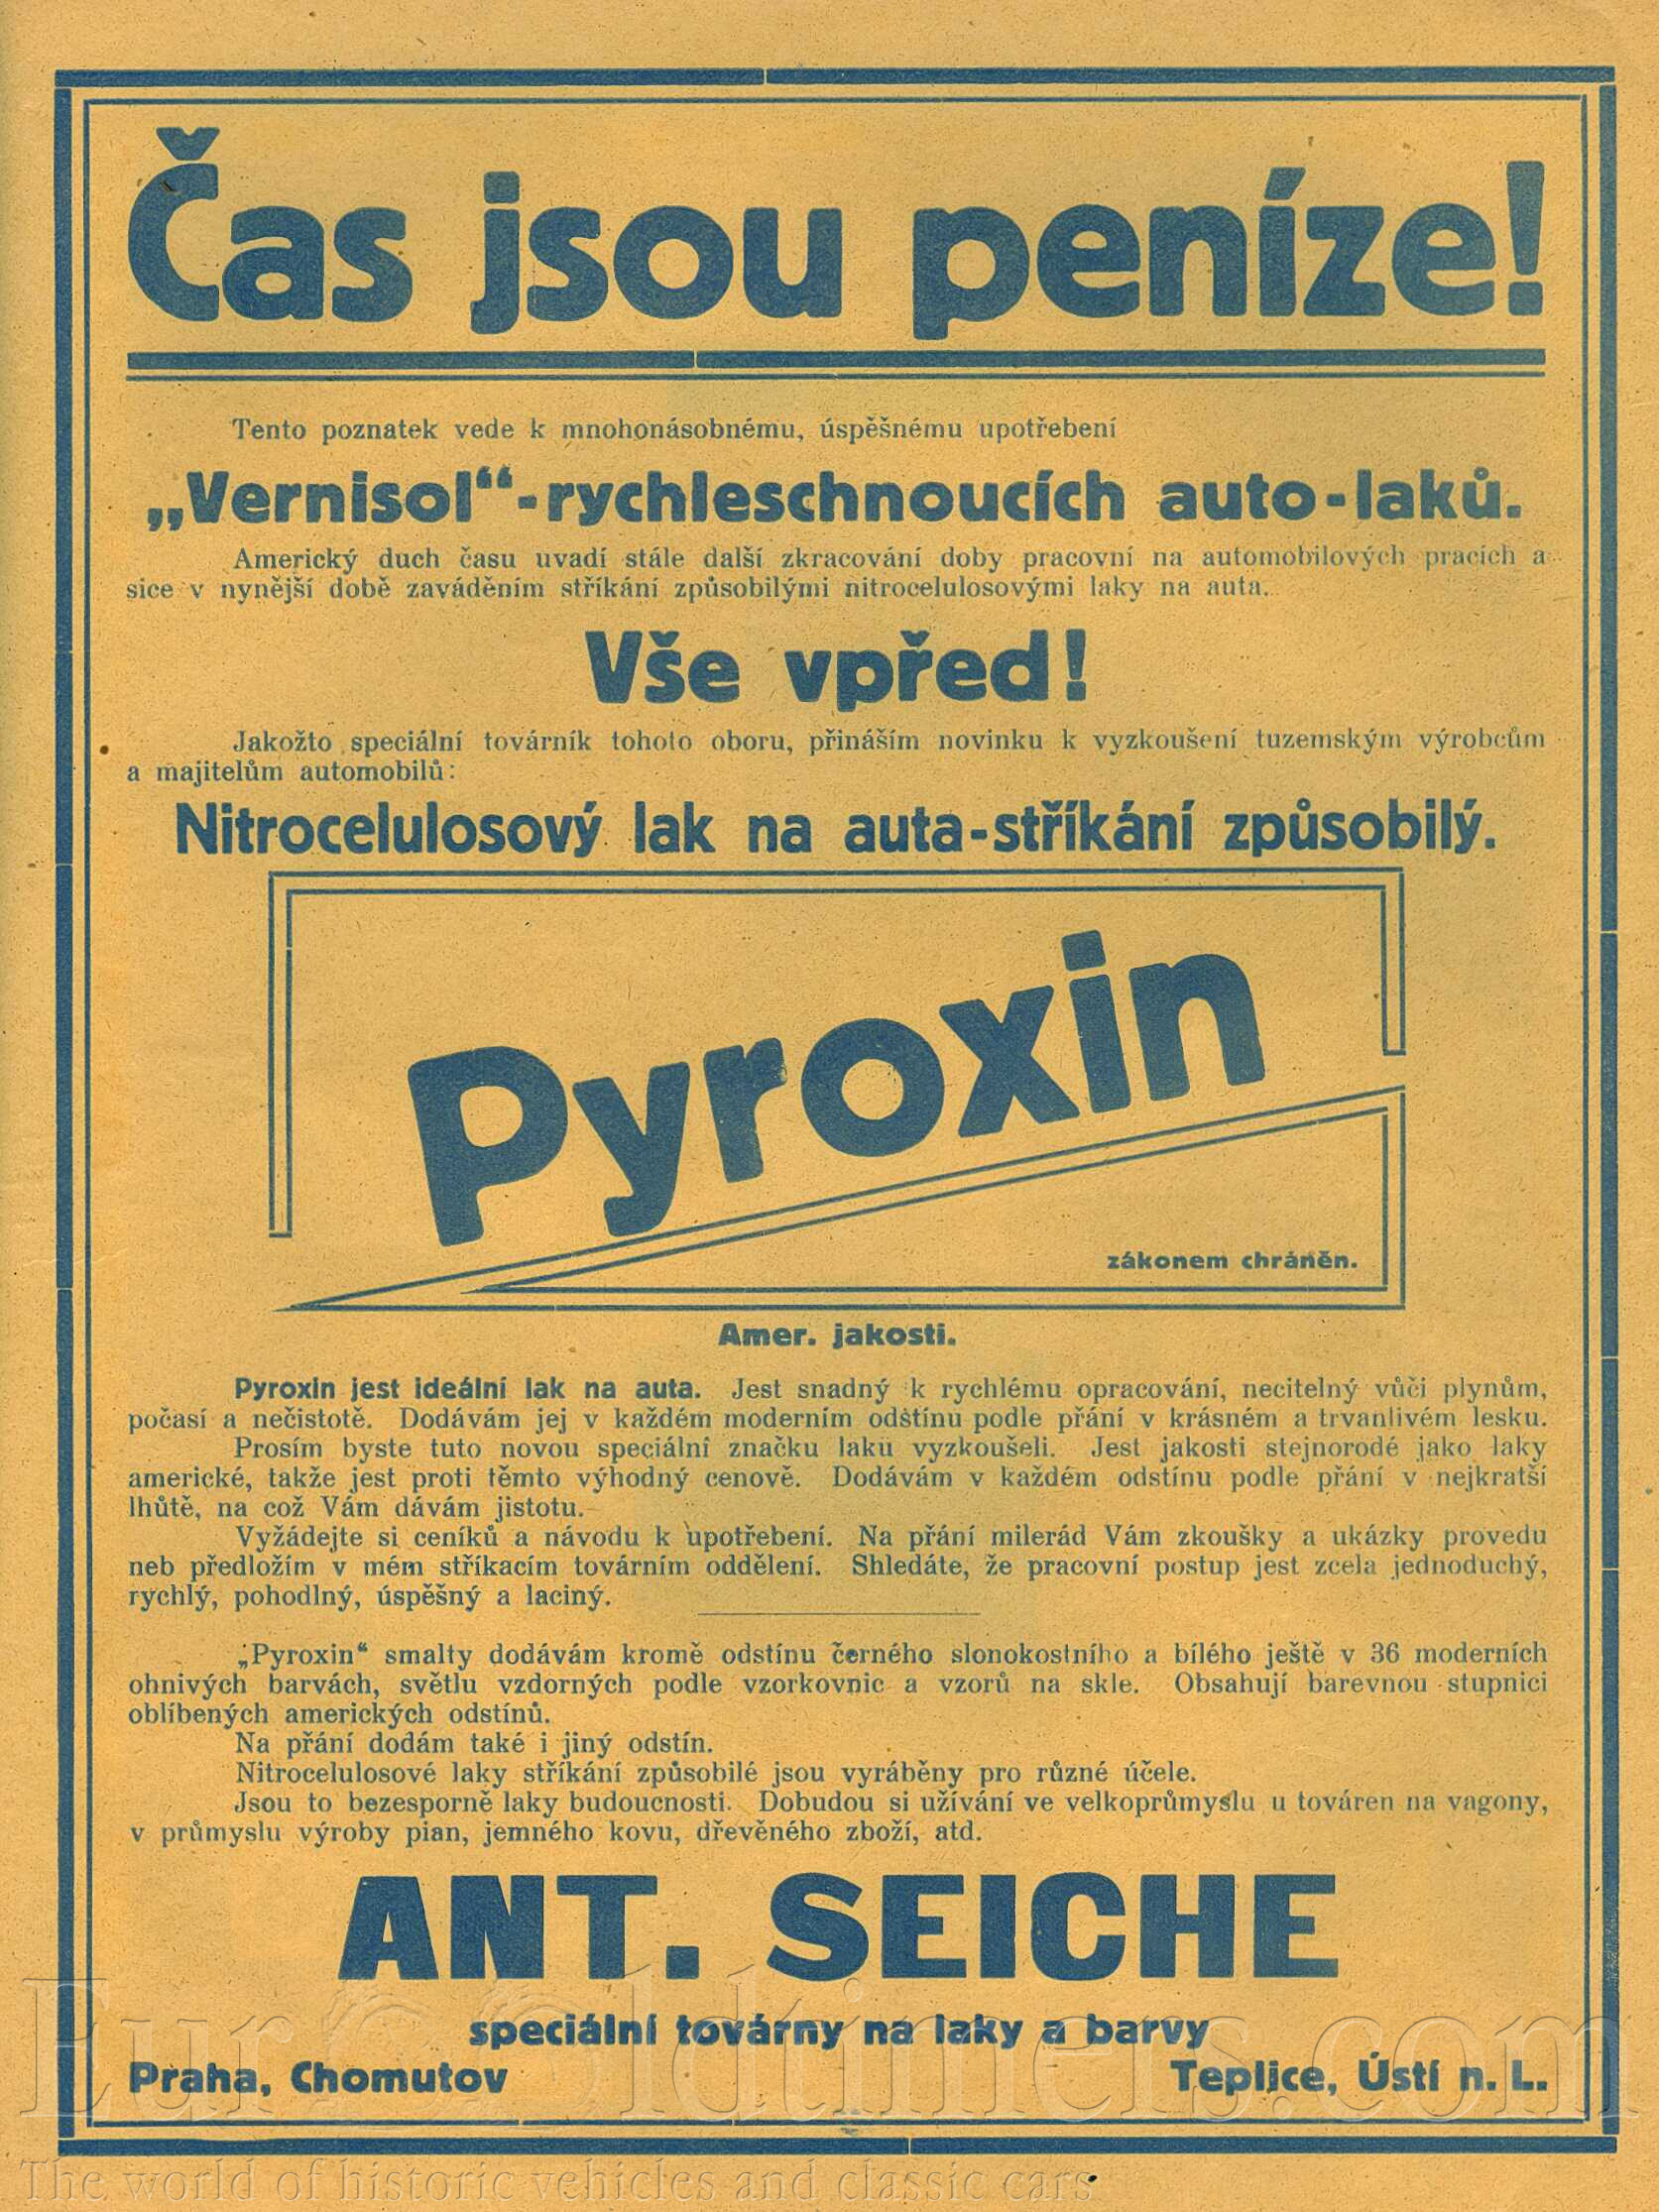 Čas jsou peníze!
Tento poznatek vede k mnohonásobnému, úspěšnému upotřebení
„Vernisol“-rychleschnoucích auto-laků.
Americký duch času uvadí stále další zkracování doby pracovní na automobilových pracích a
sice v nynější době zaváděním stříkání způsobilými nitrocelulosovými laky na auta.
Vše vpřed!
Jakožto speciální továrník tohoto oboru, přináším novinku k vyzkoušení tuzemským výrobcům
a majitelům automobilů:
Nitrocelulosový lak na auta-stříkání způsobilý.
Pyroxin
zákonem chráněn.
Amer. jakosti.
Pyroxin jest ideální lak na auta. Jest snadný k rychlému opracování, necitelný vůči plynům,
počasí a nečistotě. Dodávám jej v každém moderním odstínu podle přání v krásném a trvanlivém lesku.
Prosím byste tuto novou speciální značku laku vyzkoušeli. Jest jakosti stejnorodé jako laky
americké, takže jest proti těmto výhodný cenově. Dodávám v každém odstínu podle přání v nejkratší
lhůtě, na což Vám dávám jistotu.
Vyžádejte si ceníků a návodu k upotřebení. Na přání milerád Vám zkoušky a ukázky provedu
neb předložím v mém stříkacím továrním oddělení. Shledáte, že pracovní postup jest zcela jednoduchý,
rychlý, pohodlný, úspěšný a laciný.
„Pyroxin“ smalty dodávám kromě odstínu černého slonokostního a bílého ještě v 36 moderních
ohnivých barvách, světlu vzdorných podle vzorkovnic a vzorů na skle. Obsahují barevnou stupnici
oblíbených amerických odstínů.
Na přání dodám také i jiný odstín.
Nitrocelulosové laky stříkání způsobilé jsou vyráběny pro různé účele.
Jsou to bezesporně laky budoucnosti. Dobudou si užívání ve velkoprůmyslu u továren na vagony,
v průmyslu výroby pian, jemného kovu, dřevěného zboží, atd.
ANT. SEICHE
speciální továrny na laky a barvy
Praha, Chomutov Teplice, Ústí n. L.
EurOldtimers.com
The world of historic vehicles and classic cars